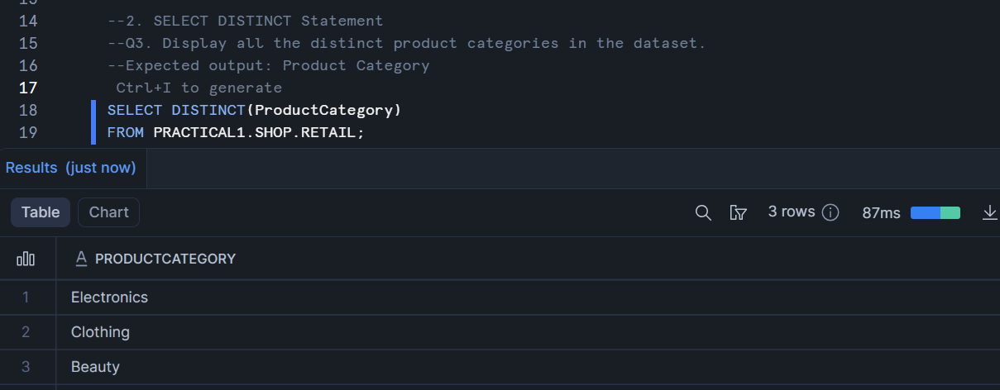 13
14 --2. SELECT DISTINCT Statement
15 --Q3. Display all the distinct product categories in the dataset.
16 --Expected output: Product Category
17 Ctrl+I to generate
18 SELECT DISTINCT(ProductCategory)
19 FROM PRACTICAL1.SHOP.RETAIL;
Results (just now)
Table Chart 3 rows 87ms
A PRODUCTCATEGORY
1 Electronics
2 Clothing
3 Beauty